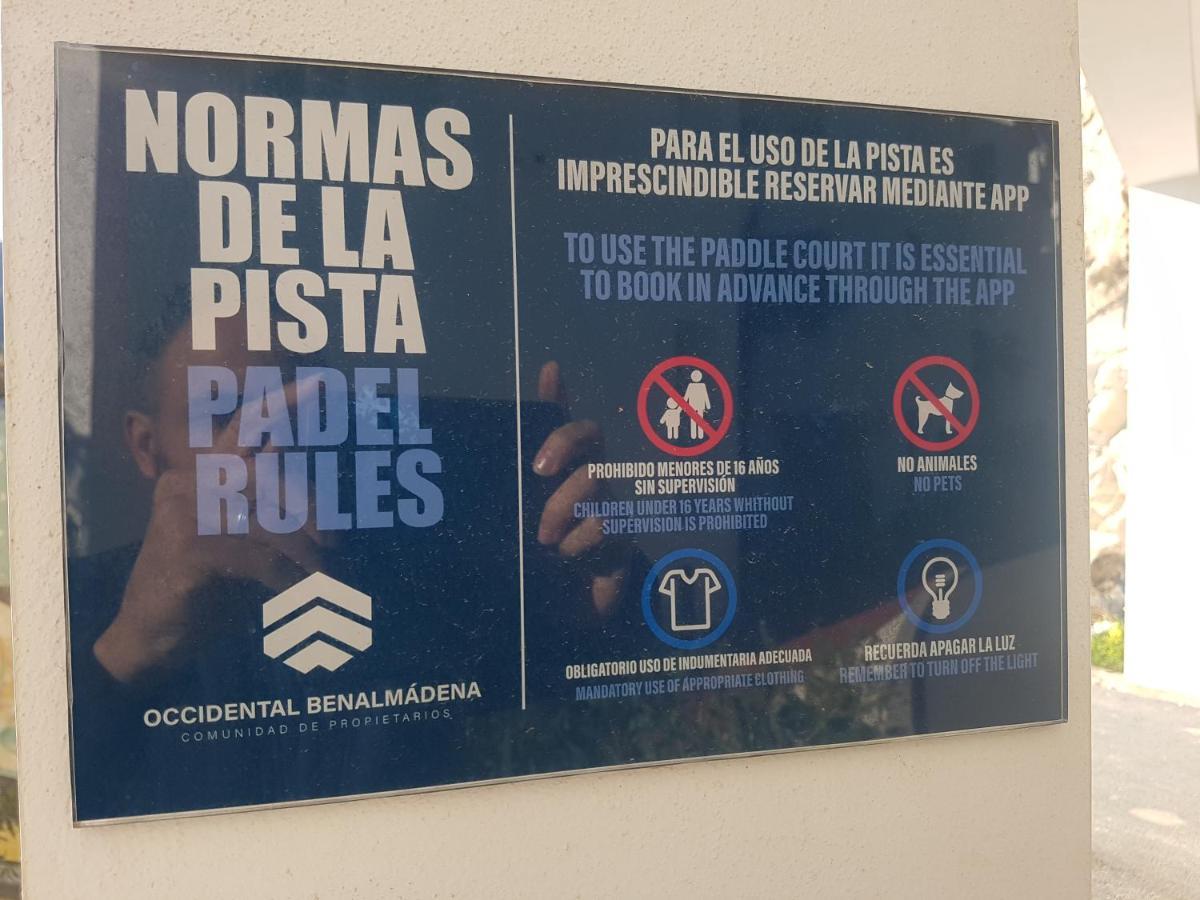 NORMAS
DE LA
PISTA
PADEL
RULES
OCCIDENTAL BENALMÁDENA
COMUNIDAD DE PROPIETARIOS
PARA EL USO DE LA PISTA ES
IMPRESCINDIBLE RESERVAR MEDIANTE APP
TO USE THE PADDLE COURT IT IS ESSENTIAL
TO BOOK IN ADVANCE THROUGH THE APP
PROHIBIDO MENORES DE 16 AÑOS
SIN SUPERVISIÓN
CHILDREN UNDER 16 YEARS WHITHOUT
SUPERVISION IS PROHIBITED
NO ANIMALES
NO PETS
OBLIGATORIO USO DE INDUMENTARIA ADECUADA
MANDATORY USE OF APPROPRIATE CLOTHING
RECUERDA APAGAR LA LUZ
REMEMBER TO TURN OFF THE LIGHT